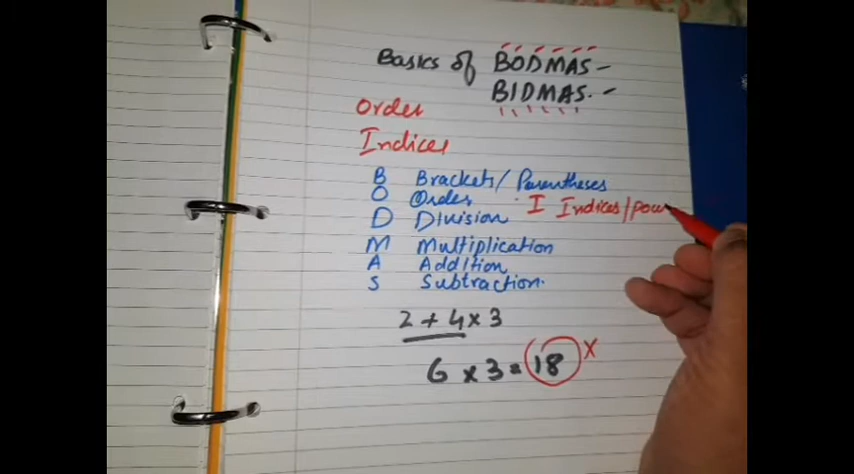 Basics of BODMAS -
BIDMAS. -
Order
Indices
B Brackets / Parentheses
O Order · I Indices/pow
D Division
M Multiplication
A Addition
S Subtraction.
2 + 4 × 3
6 × 3 = 18 X